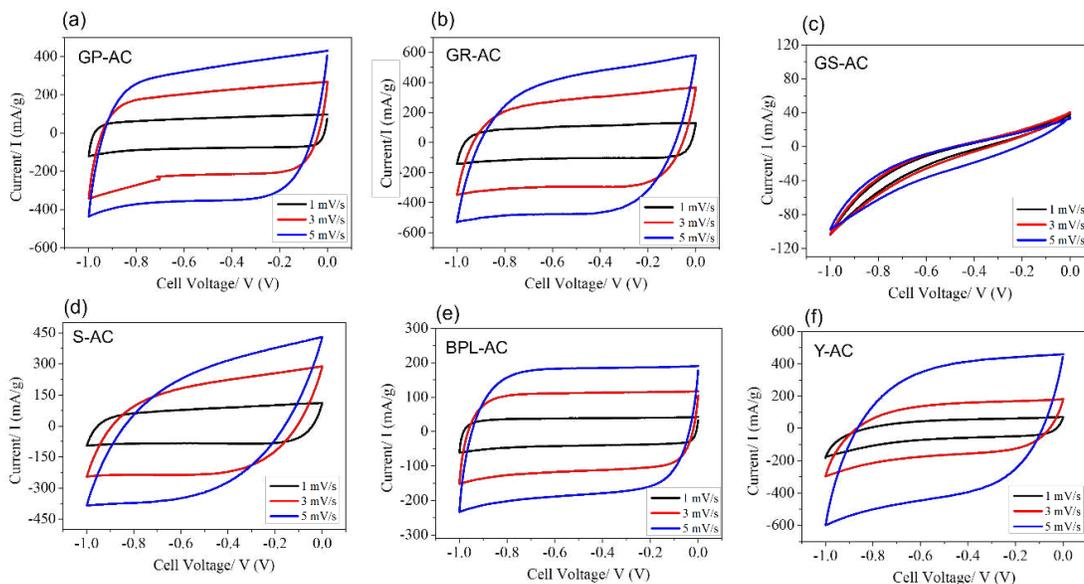 (a)
GP-AC
Current/ I (mA/g)
400
200
0
-200
-400
-600
1 mV/s
3 mV/s
5 mV/s
-1.0 -0.8 -0.6 -0.4 -0.2 0.0
Cell Voltage/ V (V)
(b)
GR-AC
Current/ I (mA/g)
600
400
200
0
-200
-400
-600
1 mV/s
3 mV/s
5 mV/s
-1.0 -0.8 -0.6 -0.4 -0.2 0.0
Cell Voltage/ V (V)
(c)
GS-AC
Current/ I (mA/g)
120
80
40
0
-40
-80
-120
1 mV/s
3 mV/s
5 mV/s
-1.0 -0.8 -0.6 -0.4 -0.2 0.0
Cell Voltage/ V (V)
(d)
S-AC
Current/ I (mA/g)
450
300
150
0
-150
-300
-450
1 mV/s
3 mV/s
5 mV/s
-1.0 -0.8 -0.6 -0.4 -0.2 0.0
Cell Voltage/ V (V)
(e)
BPL-AC
Current/ I (mA/g)
300
200
100
0
-100
-200
-300
1 mV/s
3 mV/s
5 mV/s
-1.0 -0.8 -0.6 -0.4 -0.2 0.0
Cell Voltage/ V (V)
(f)
Y-AC
Current/ I (mA/g)
600
400
200
0
-200
-400
-600
1 mV/s
3 mV/s
5 mV/s
-1.0 -0.8 -0.6 -0.4 -0.2 0.0
Cell Voltage/ V (V)